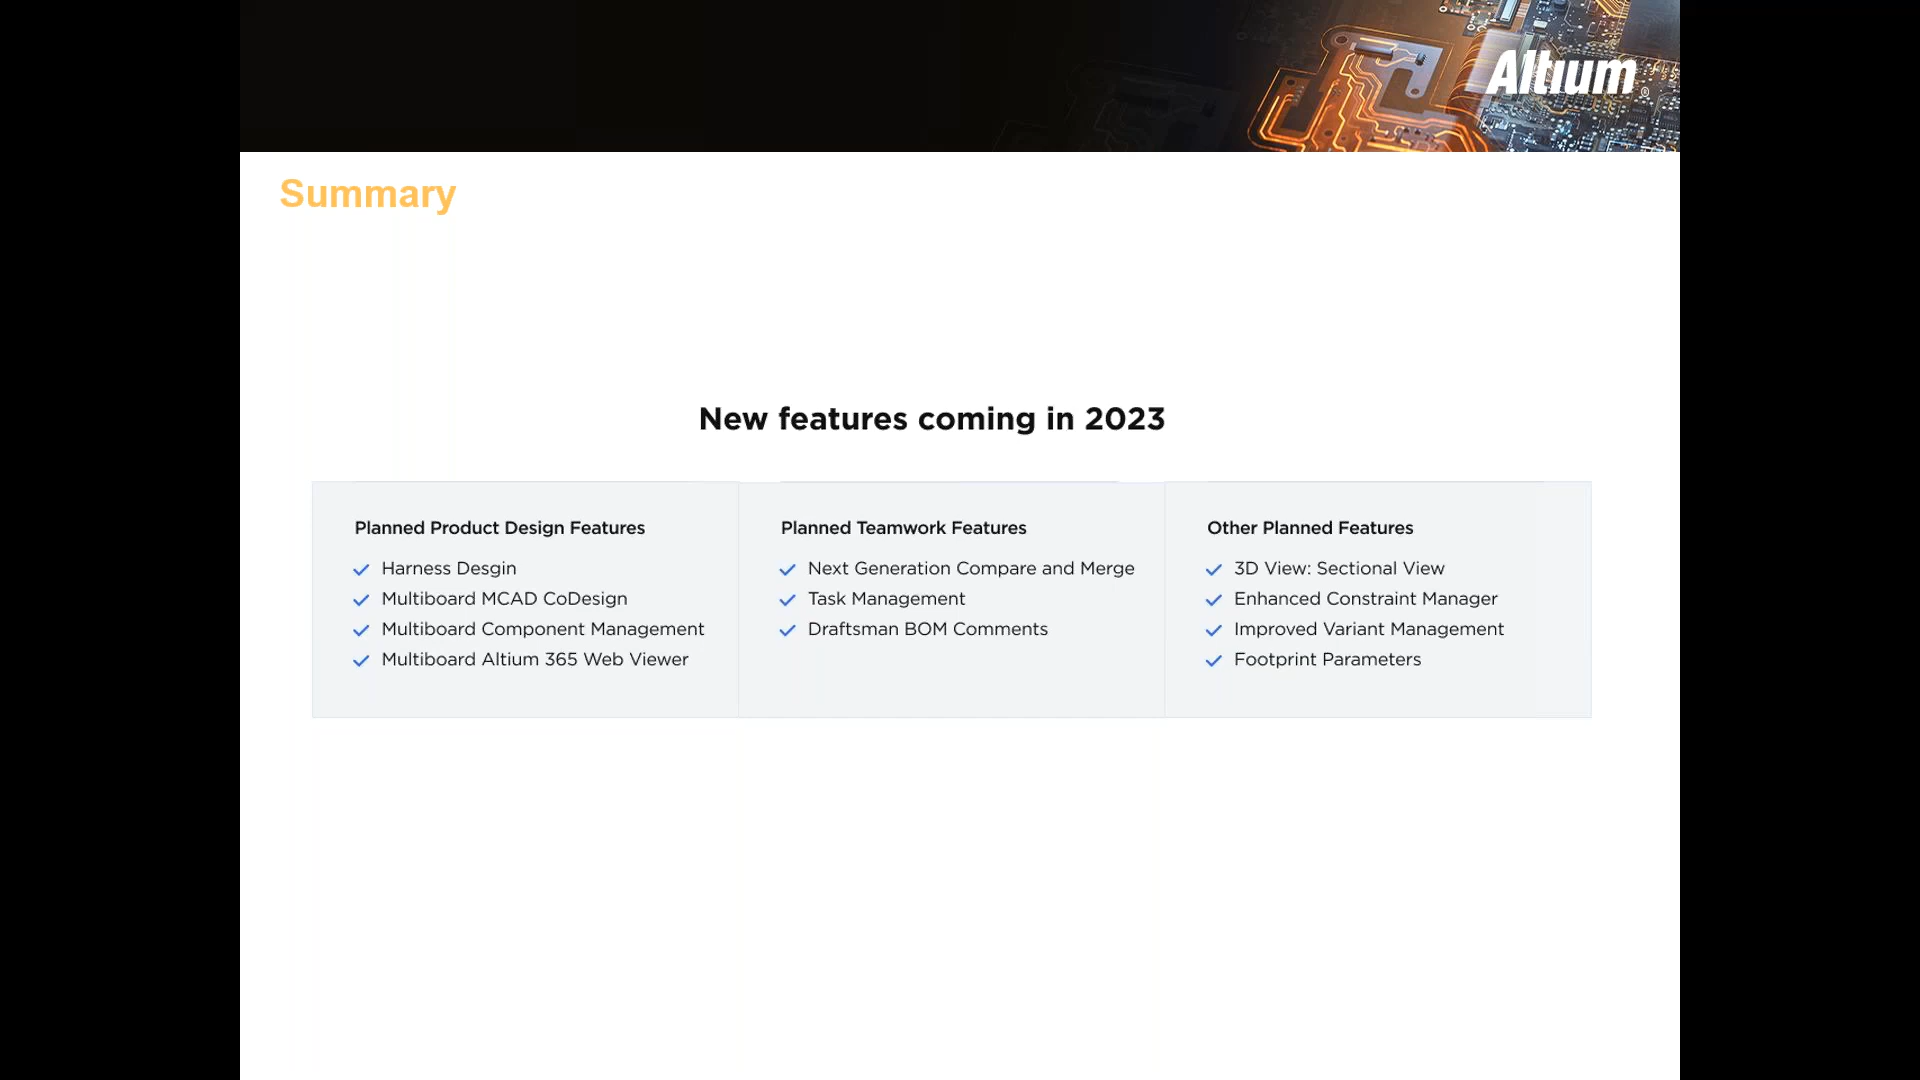 Altium
Summary
New features coming in 2023
Planned Product Design Features
Harness Desgin
Multiboard MCAD CoDesign
Multiboard Component Management
Multiboard Altium 365 Web Viewer
Planned Teamwork Features
Next Generation Compare and Merge
Task Management
Draftsman BOM Comments
Other Planned Features
3D View: Sectional View
Enhanced Constraint Manager
Improved Variant Management
Footprint Parameters